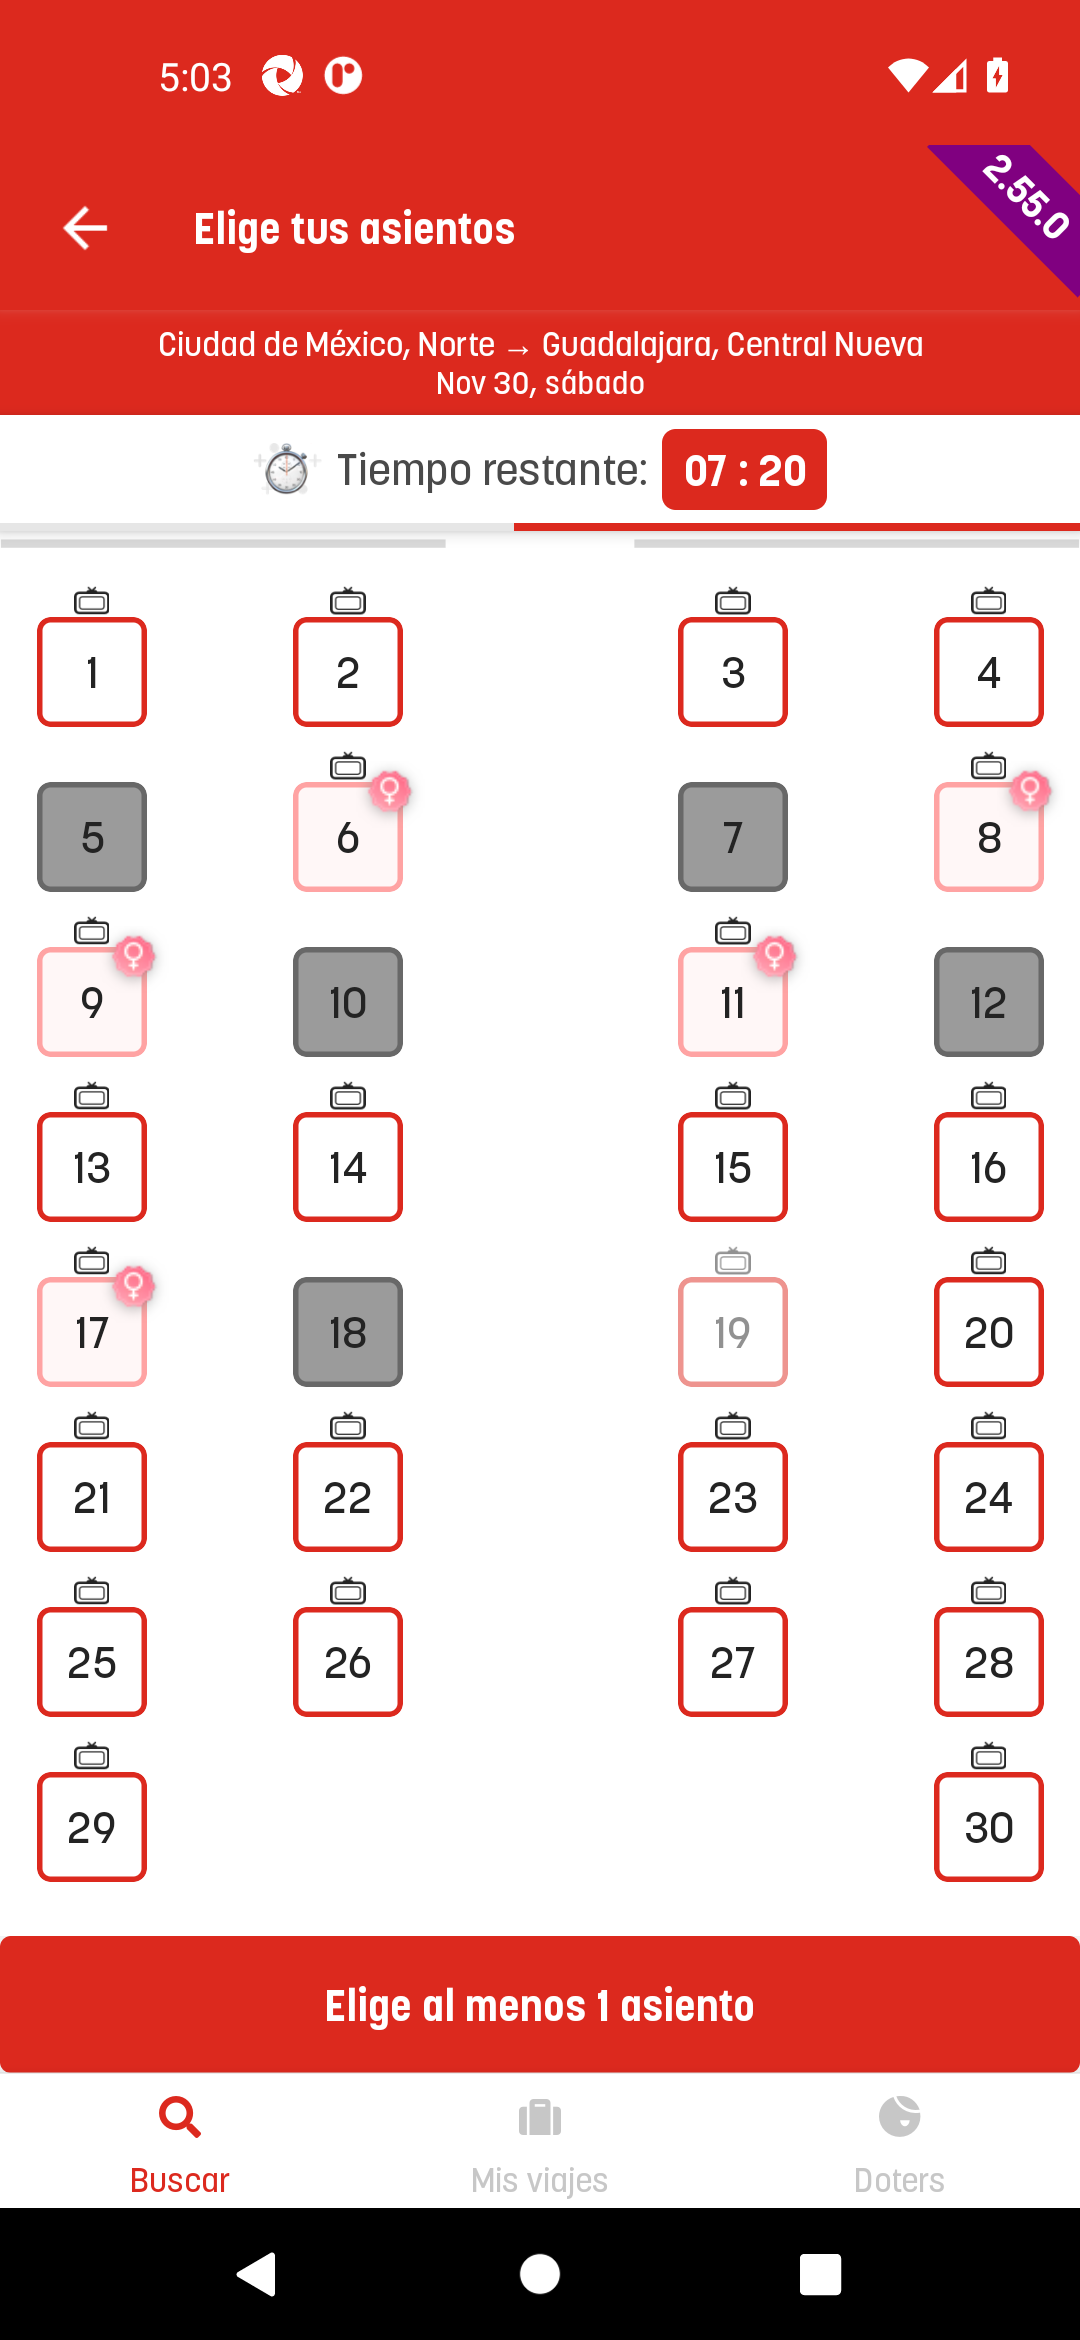 5:03
2.55.0
Elige tus asientos
Ciudad de México, Norte → Guadalajara, Central Nueva
Nov 30, sábado
Tiempo restante: 07 : 20
1 2 3 4
5 6 7 8
9 10 11 12
13 14 15 16
17 18 19 20
21 22 23 24
25 26 27 28
29 30
Elige al menos 1 asiento
Buscar Mis viajes Doters